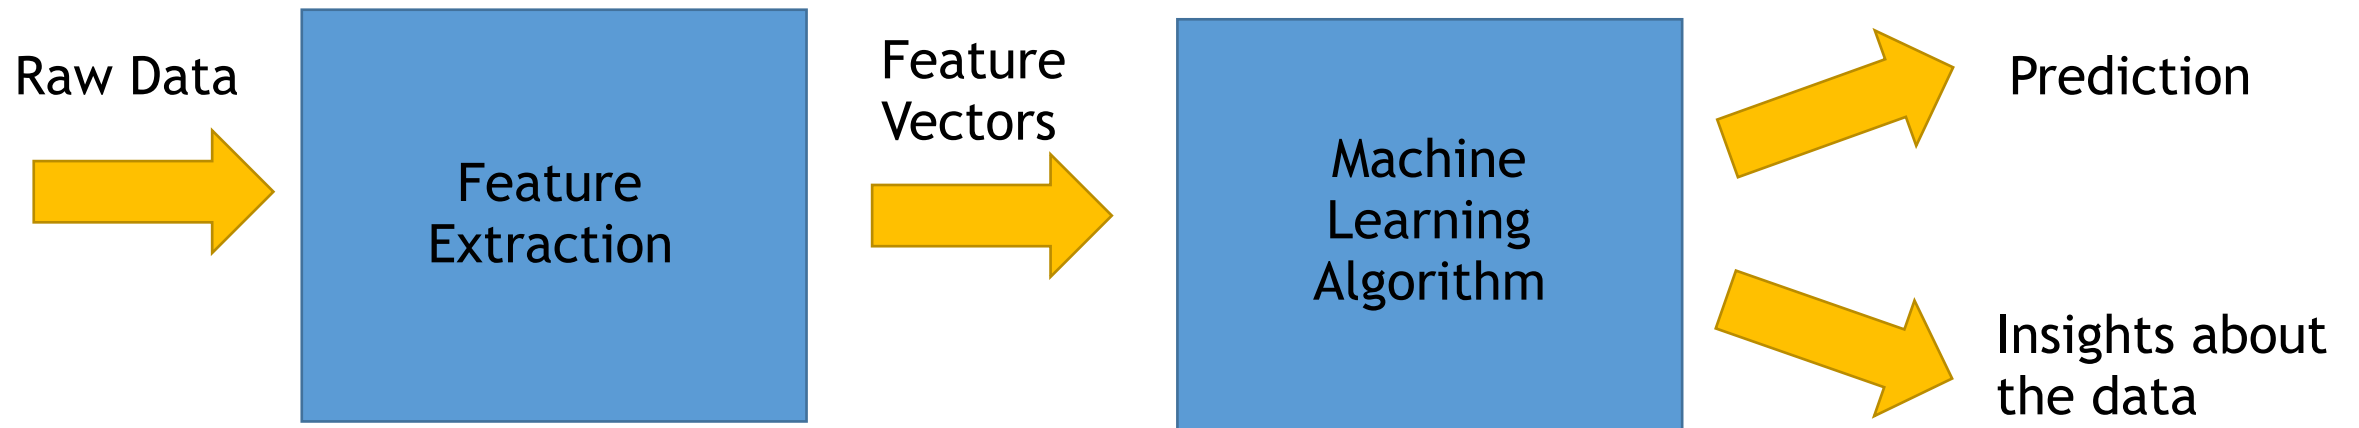 Raw Data
Feature
Extraction
Feature
Vectors
Machine
Learning
Algorithm
Prediction
Insights about
the data